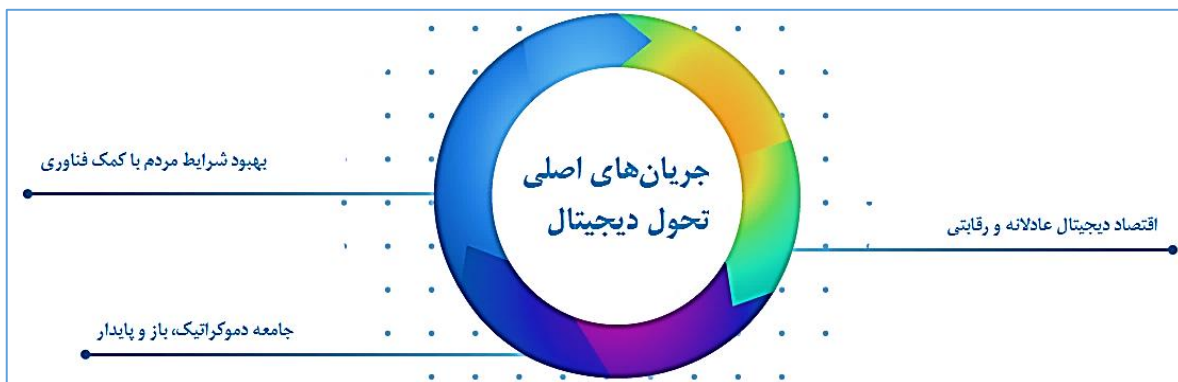 جریان‌های اصلی
تحول دیجیتال
بهبود شرایط مردم با کمک فناوری
اقتصاد دیجیتال عادلانه و رقابتی
جامعه دموکراتیک، باز و پایدار